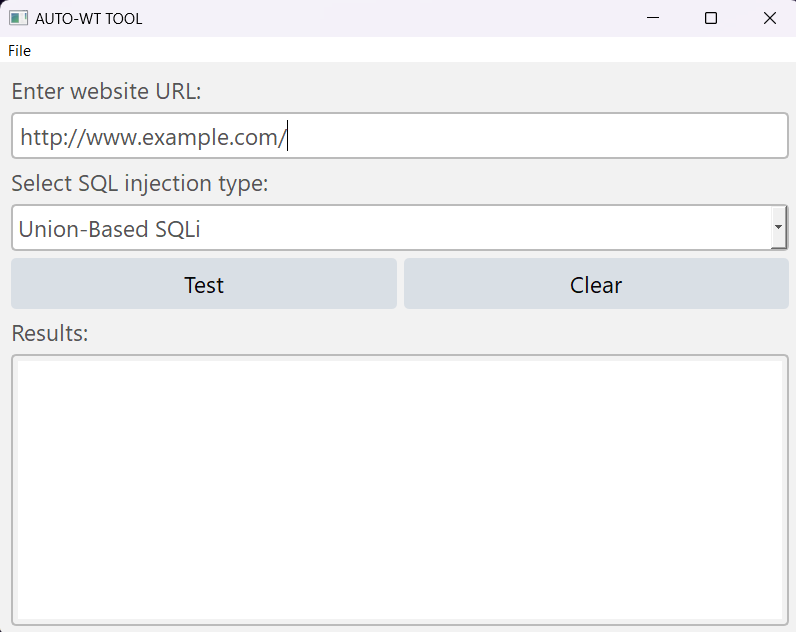 AUTO-WT TOOL
File
Enter website URL:
http://www.example.com/
Select SQL injection type:
Union-Based SQLi
Test Clear
Results: